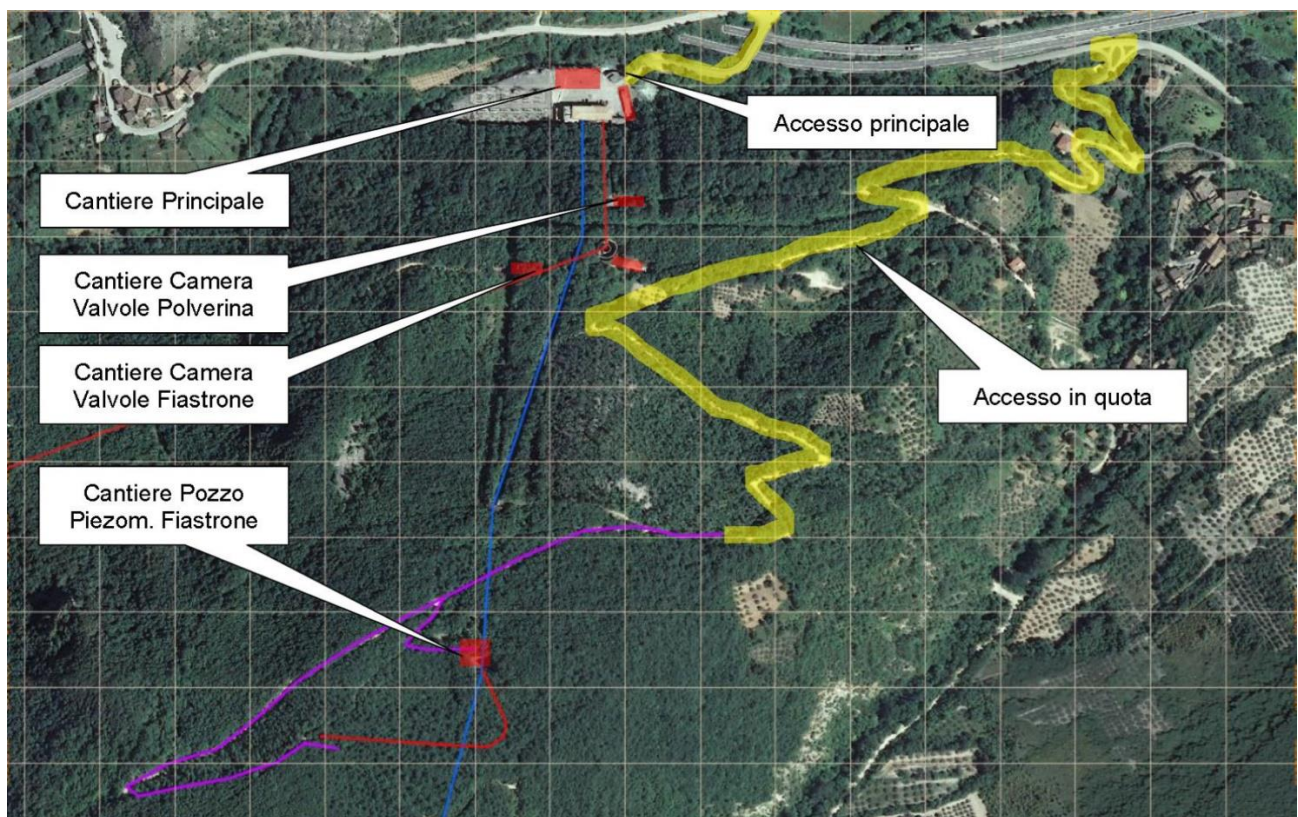 Accesso principale
Cantiere Principale
Cantiere Camera
Valvole Polverina
Cantiere Camera
Valvole Fiastrone
Accesso in quota
Cantiere Pozzo
Piezom. Fiastrone